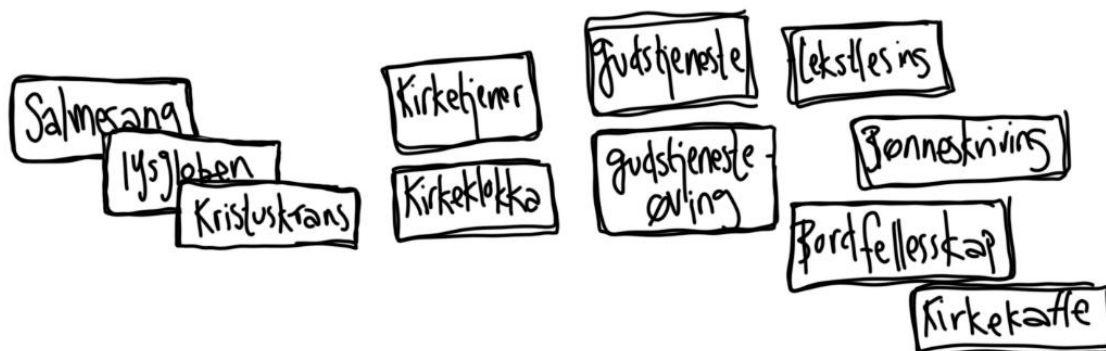 Salmesang
lysgloben
Kristuskrans
Kirketjener
Kirkeklokka
gudstjeneste
gudstjeneste-
øving
Tekstlesing
Bønneskriving
Bordfellesskap
Kirkekaffe